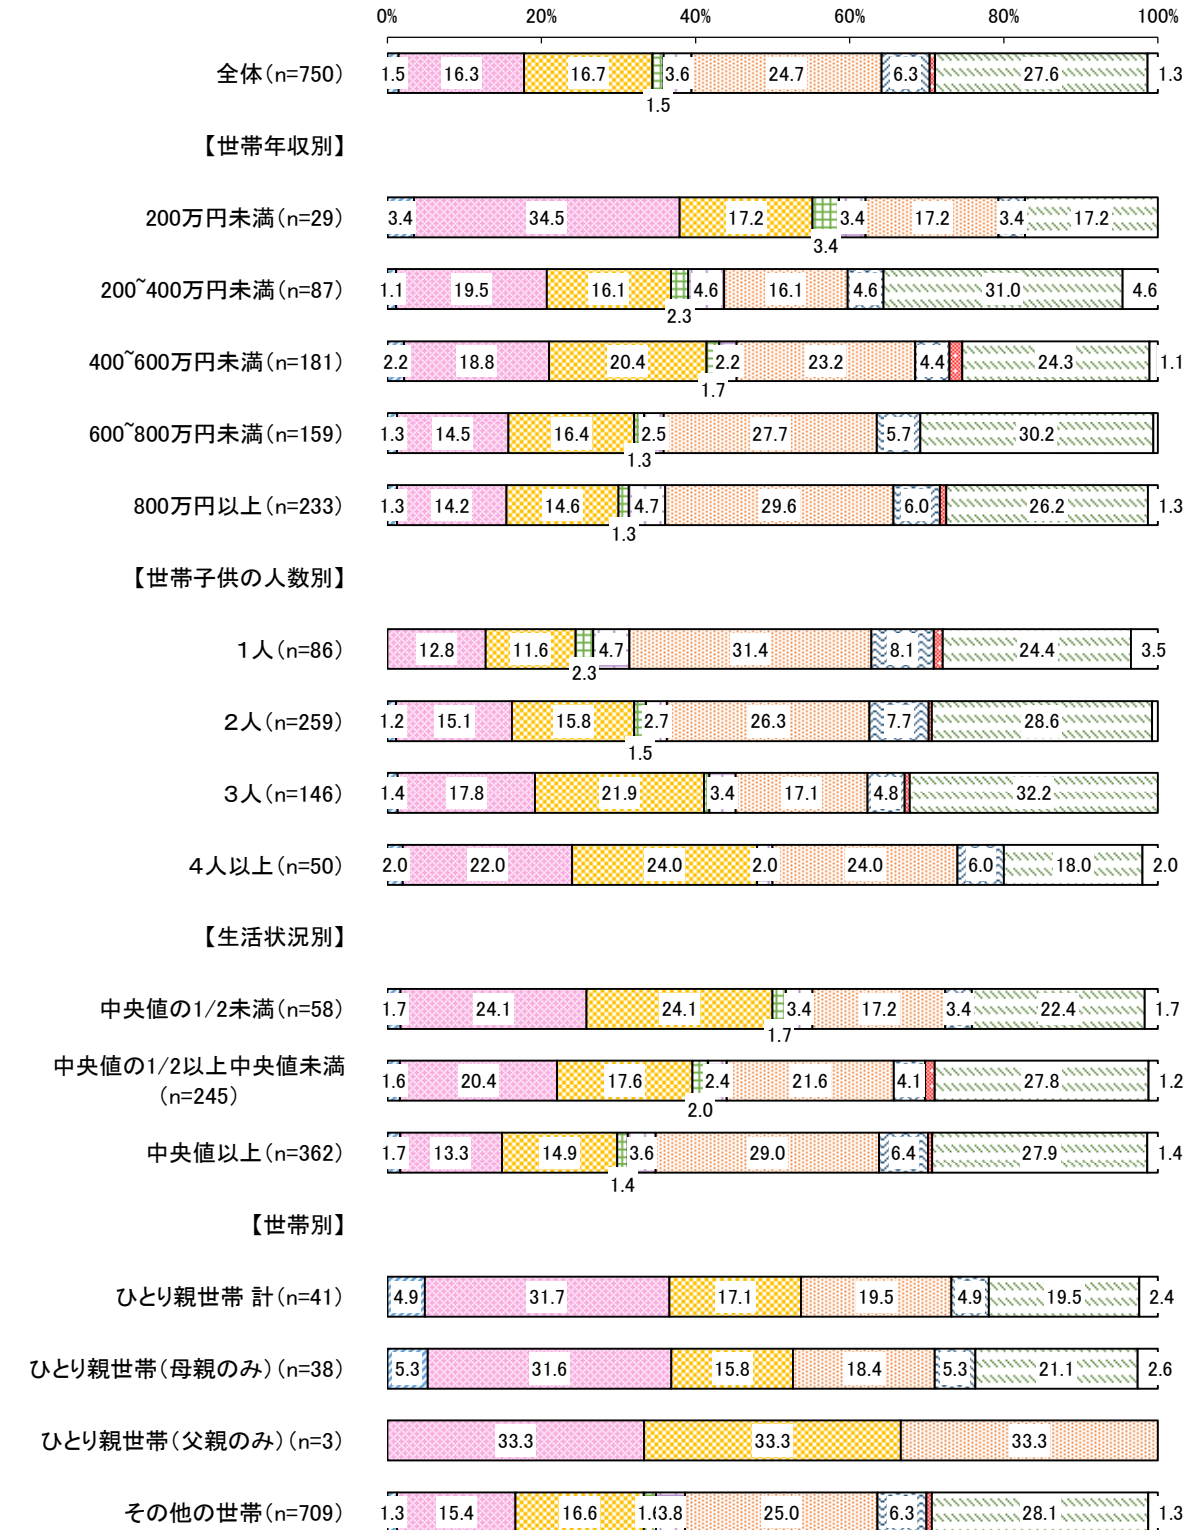 0% 20% 40% 60% 80% 100%
全体(n=750) 1.5 16.3 16.7 1.5 3.6 24.7 6.3 27.6 1.3
【世帯年収別】
200万円未満(n=29) 3.4 34.5 17.2 3.4 3.4 17.2 3.4 17.2
200~400万円未満(n=87) 1.1 19.5 16.1 2.3 4.6 16.1 4.6 31.0 4.6
400~600万円未満(n=181) 2.2 18.8 20.4 1.7 2.2 23.2 4.4 24.3 1.1
600~800万円未満(n=159) 1.3 14.5 16.4 1.3 2.5 27.7 5.7 30.2
800万円以上(n=233) 1.3 14.2 14.6 1.3 4.7 29.6 6.0 26.2 1.3
【世帯子供の人数別】
1人(n=86) 12.8 11.6 2.3 4.7 31.4 8.1 24.4 3.5
2人(n=259) 1.2 15.1 15.8 1.5 2.7 26.3 7.7 28.6
3人(n=146) 1.4 17.8 21.9 3.4 17.1 4.8 32.2
4人以上(n=50) 2.0 22.0 24.0 2.0 24.0 6.0 18.0 2.0
【生活状況別】
中央値の1/2未満(n=58) 1.7 24.1 24.1 1.7 3.4 17.2 3.4 22.4 1.7
中央値の1/2以上中央値未満
(n=245) 1.6 20.4 17.6 2.0 2.4 21.6 4.1 27.8 1.2
中央値以上(n=362) 1.7 13.3 14.9 1.4 3.6 29.0 6.4 27.9 1.4
【世帯別】
ひとり親世帯 計(n=41) 4.9 31.7 17.1 19.5 4.9 19.5 2.4
ひとり親世帯(母親のみ)(n=38) 5.3 31.6 15.8 18.4 5.3 21.1 2.6
ひとり親世帯(父親のみ)(n=3) 33.3 33.3 33.3
その他の世帯(n=709) 1.3 15.4 16.6 3.8 25.0 6.3 28.1 1.3